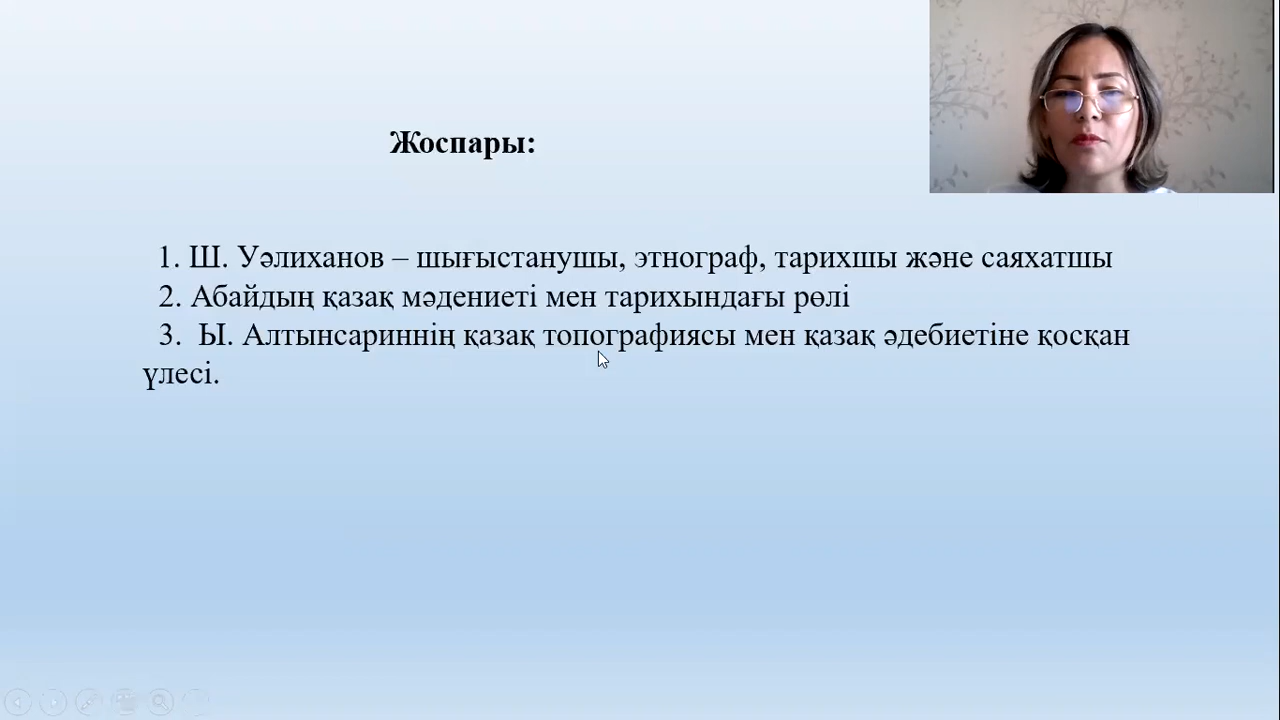 Жоспары:
1. Ш. Уәлиханов – шығыстанушы, этнограф, тарихшы және саяхатшы
2. Абайдың қазақ мәдениеті мен тарихындағы рөлі
3. Ы. Алтынсариннің қазақ топографиясы мен қазақ әдебиетіне қосқан
үлесі.